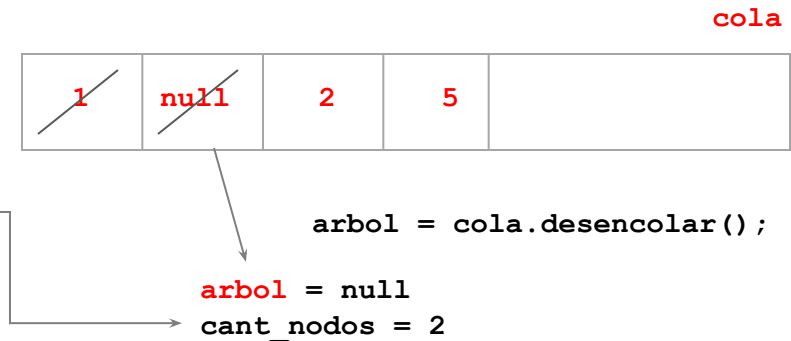 cola
1 null 2 5
arbol = cola.desencolar();
arbol = null
cant_nodos = 2